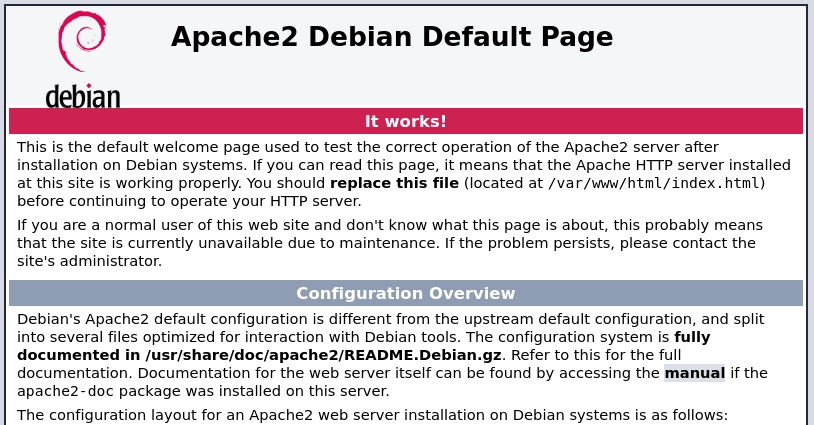 debian
Apache2 Debian Default Page
It works!
This is the default welcome page used to test the correct operation of the Apache2 server after
installation on Debian systems. If you can read this page, it means that the Apache HTTP server installed
at this site is working properly. You should replace this file (located at /var/www/html/index.html)
before continuing to operate your HTTP server.
If you are a normal user of this web site and don't know what this page is about, this probably means
that the site is currently unavailable due to maintenance. If the problem persists, please contact the
site's administrator.
Configuration Overview
Debian's Apache2 default configuration is different from the upstream default configuration, and split
into several files optimized for interaction with Debian tools. The configuration system is fully
documented in /usr/share/doc/apache2/README.Debian.gz. Refer to this for the full
documentation. Documentation for the web server itself can be found by accessing the manual if the
apache2-doc package was installed on this server.
The configuration layout for an Apache2 web server installation on Debian systems is as follows: